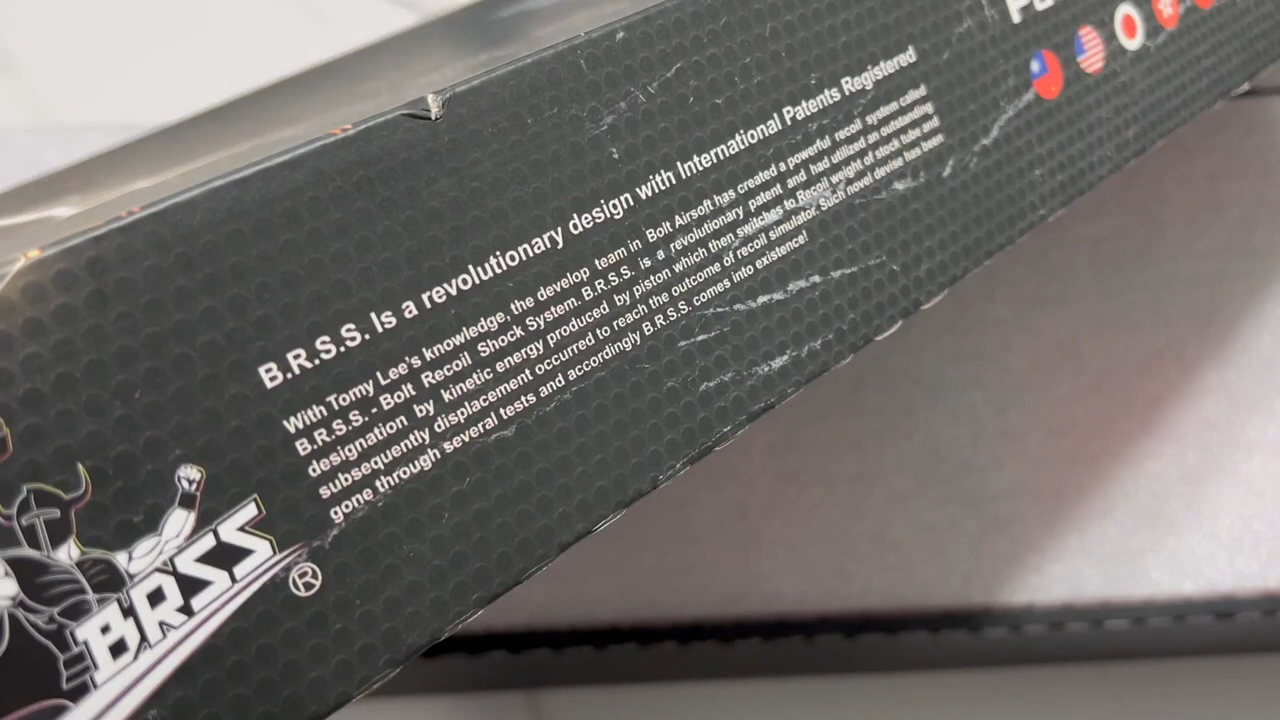 B.R.S.S. Is a revolutionary design with International Patents Registered
With Tomy Lee's knowledge, the develop team in Bolt Airsoft has created a powerful recoil system called
B.R.S.S. - Bolt Recoil Shock System. B.R.S.S. is a revolutionary patent and had utilized an outstanding
designation by kinetic energy produced by piston which then switches to Recoil weight of stock tube and
subsequently displacement occurred to reach the outcome of recoil simulator. Such novel devise has been
gone through several tests and accordingly B.R.S.S. comes into existence!
BRSS
®